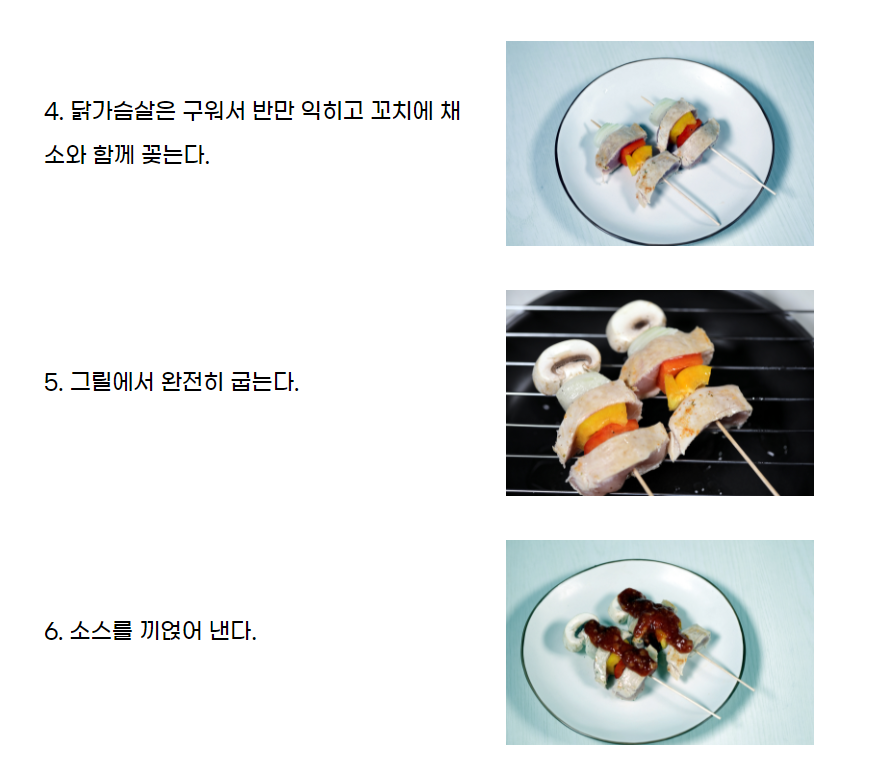 4. 닭가슴살은 구워서 반만 익히고 꼬치에 채
소와 함께 꽂는다.
5. 그릴에서 완전히 굽는다.
6. 소스를 끼얹어 낸다.